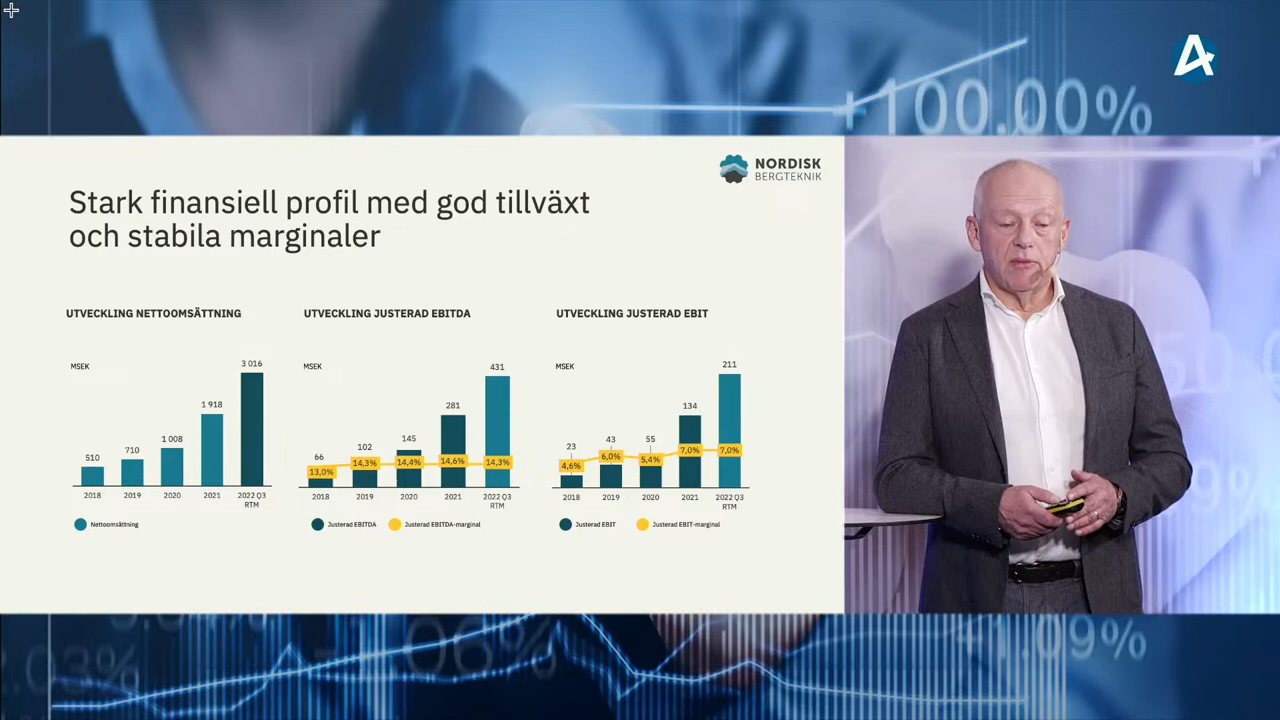 +100.00%
NORDISK
BERGTEKNIK
Stark finansiell profil med god tillväxt
och stabila marginaler
UTVECKLING NETTOOMSÄTTNING
MSEK
3 016
1 918
1 008
710
510
2018 2019 2020 2021 2022 Q3
RTM
Nettoomsättning
UTVECKLING JUSTERAD EBITDA
MSEK
431
281
145
102
66
13,0% 14,3% 14,4% 14,6% 14,3%
2018 2019 2020 2021 2022 Q3
RTM
Justerad EBITDA Justerad EBITDA-marginal
UTVECKLING JUSTERAD EBIT
MSEK
211
134
55
43
23
4,6% 6,0% 5,4% 7,0% 7,0%
2018 2019 2020 2021 2022 Q3
RTM
Justerad EBIT Justerad EBIT-marginal